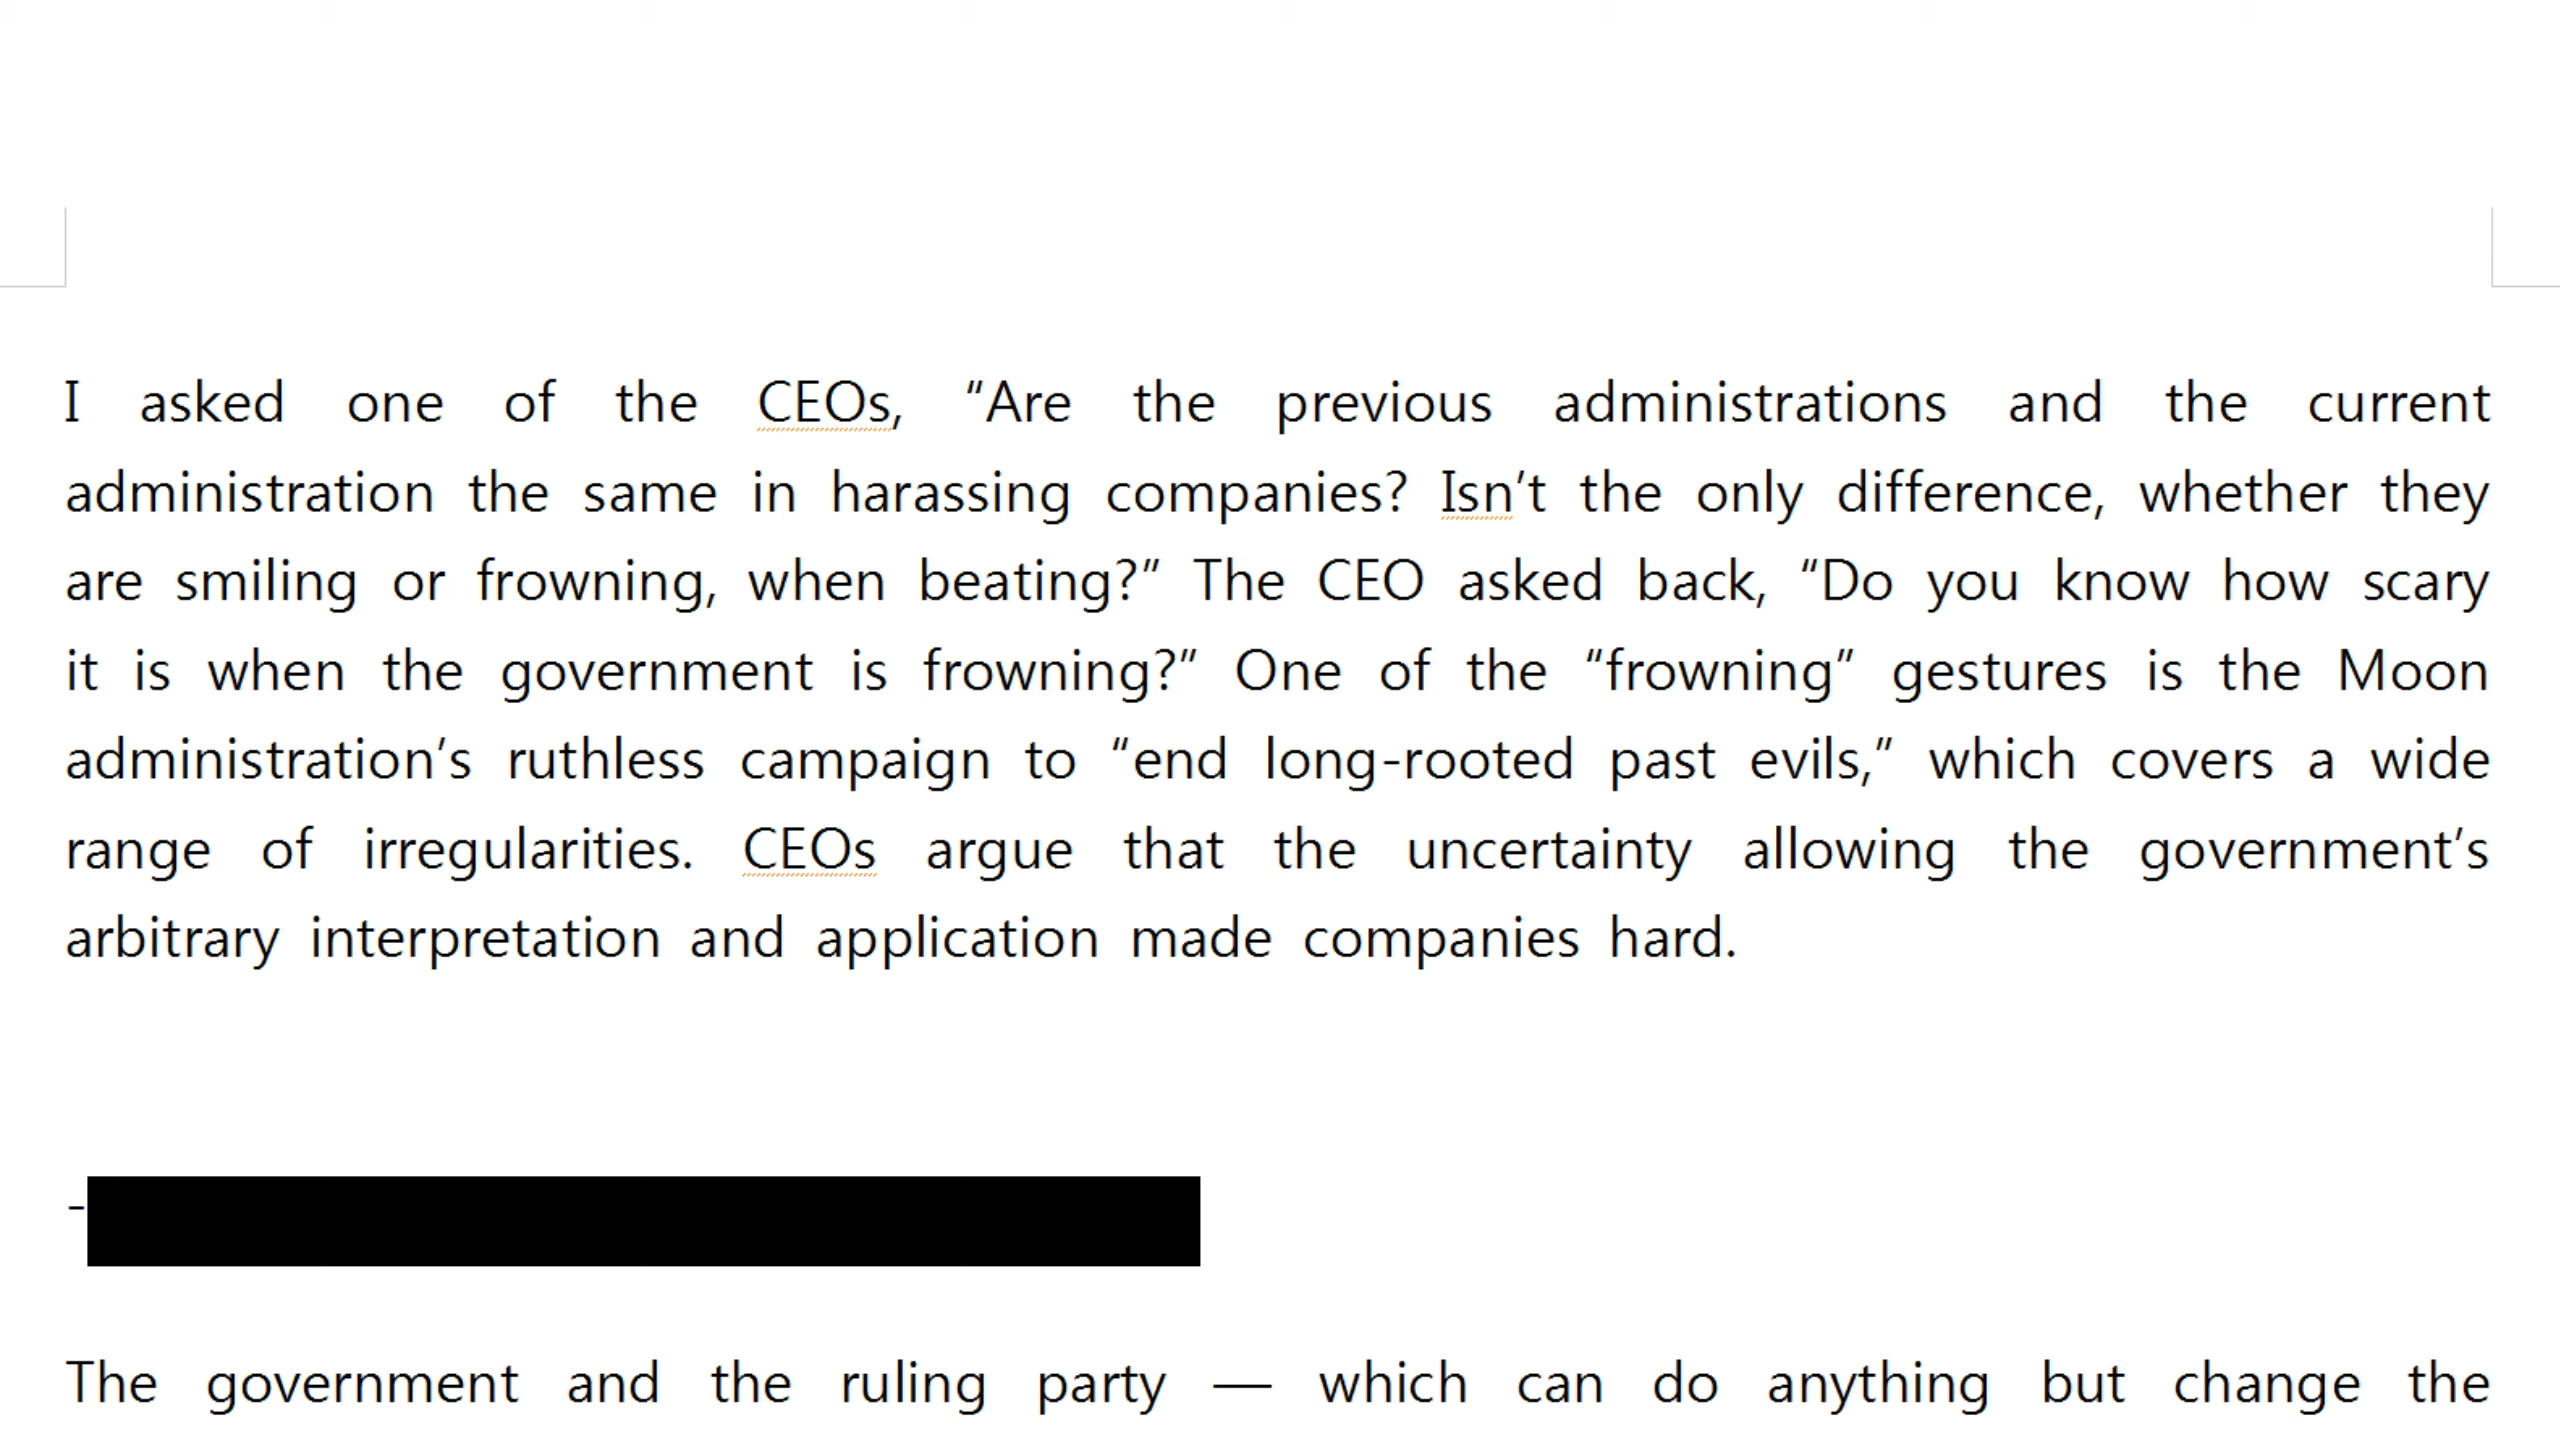 I asked one of the CEOs, “Are the previous administrations and the current
administration the same in harassing companies? Isn’t the only difference, whether they
are smiling or frowning, when beating?” The CEO asked back, “Do you know how scary
it is when the government is frowning?” One of the “frowning” gestures is the Moon
administration’s ruthless campaign to “end long-rooted past evils,” which covers a wide
range of irregularities. CEOs argue that the uncertainty allowing the government’s
arbitrary interpretation and application made companies hard.
-
The government and the ruling party — which can do anything but change the